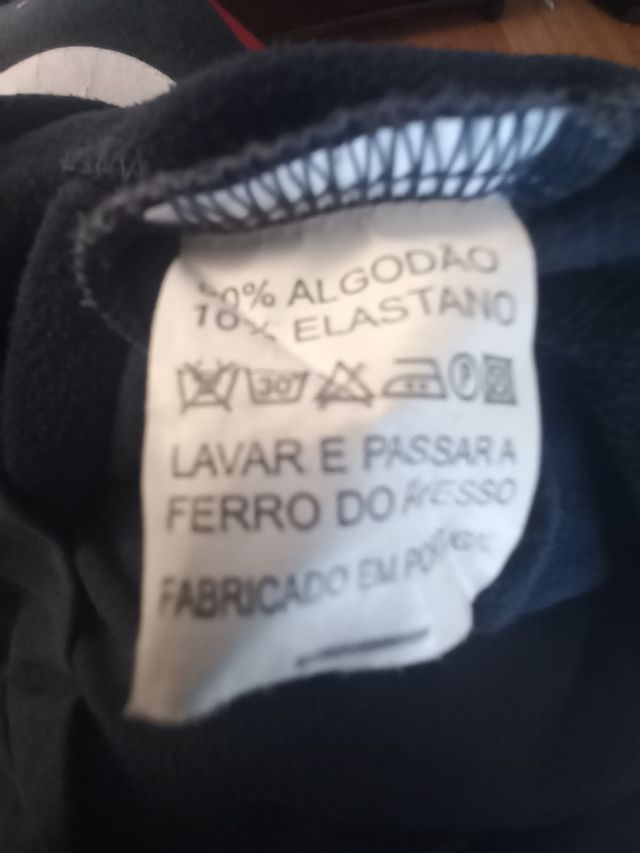 % ALGODÃO
10% ELASTANO
30°
LAVAR E PASSAR A
FERRO DO AVESSO
FABRICADO EM